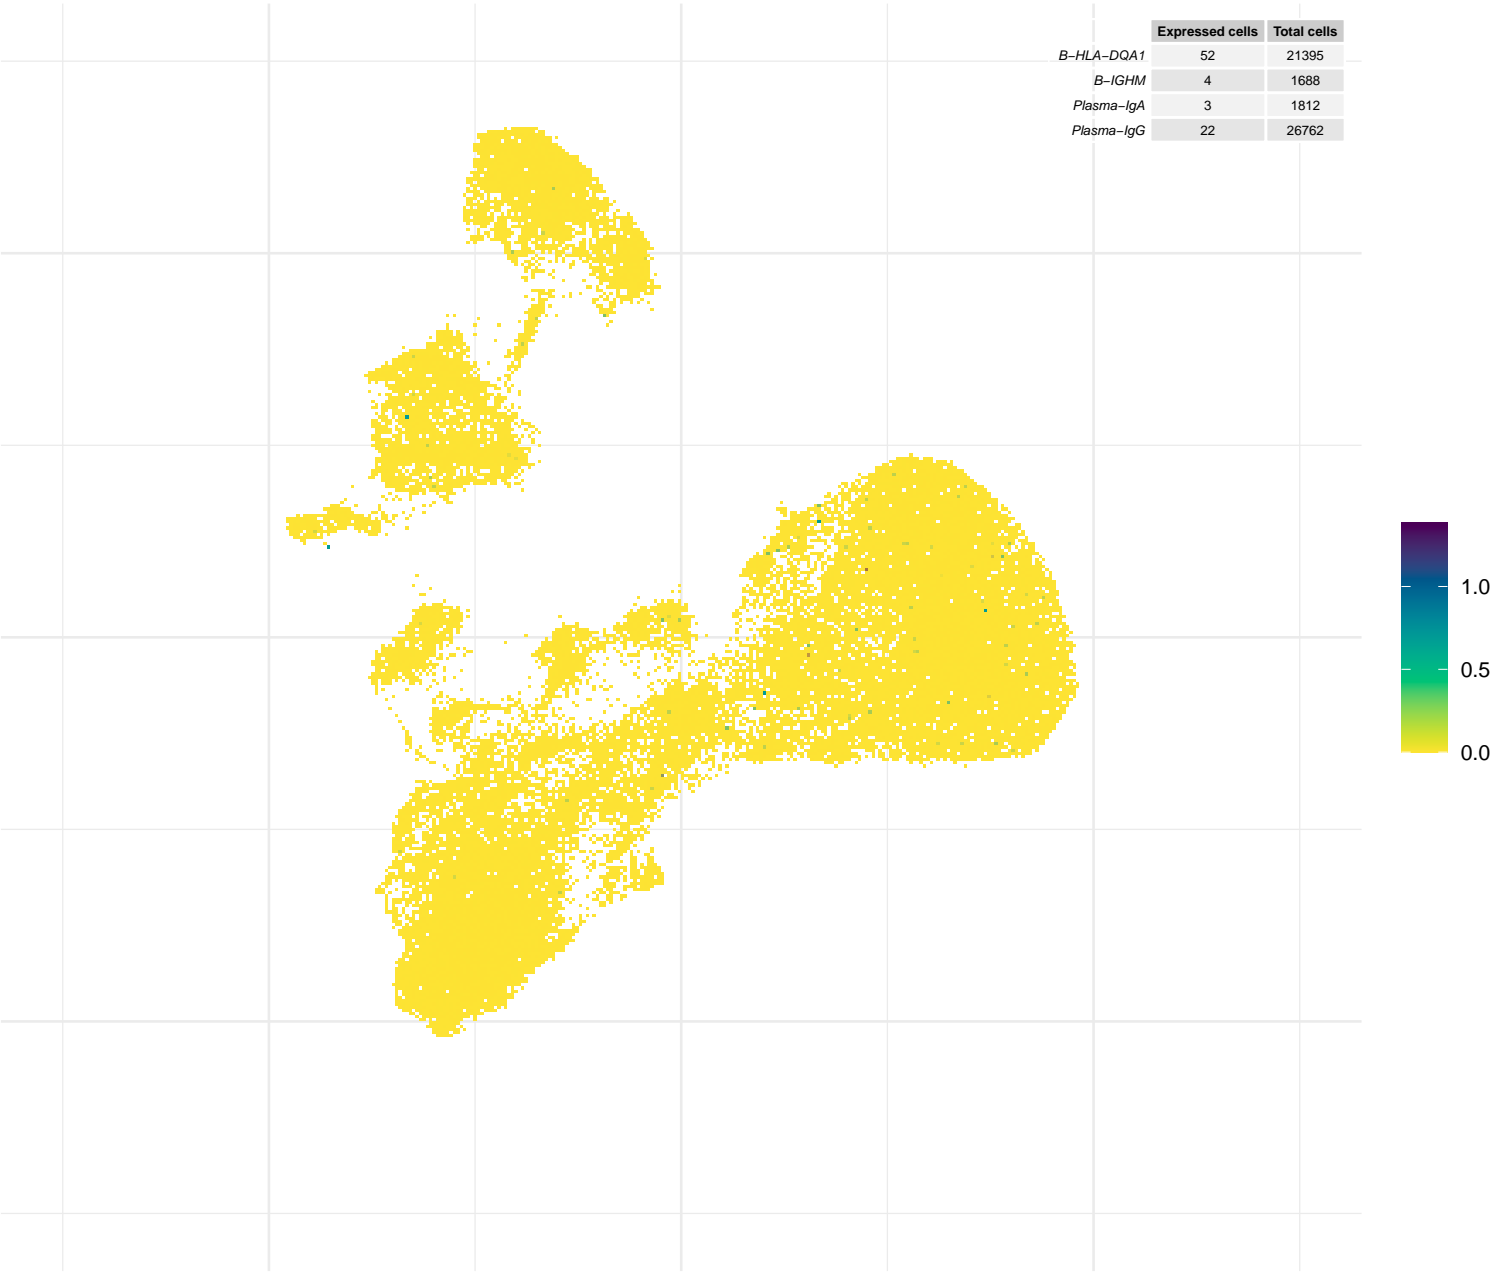 Expressed cells Total cells
B−HLA−DQA1 52 21395
B−IGHM 4 1688
Plasma−IgA 3 1812
Plasma−IgG 22 26762
1.0
0.5
0.0